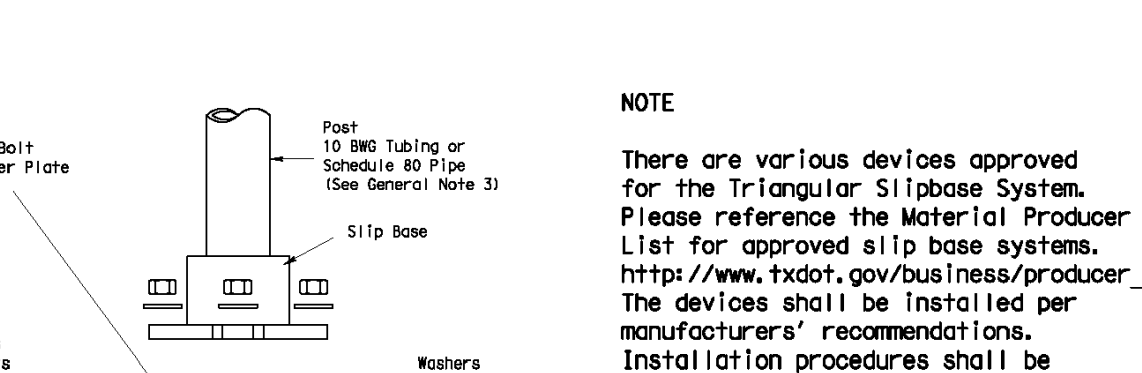 Bolt
er Plate
Post
10 BWG Tubing or
Schedule 80 Pipe
(See General Note 3)
Slip Base
Washers
NOTE
There are various devices approved
for the Triangular Slipbase System.
Please reference the Material Producer
List for approved slip base systems.
http://www.txdot.gov/business/producer_
The devices shall be installed per
manufacturers' recommendations.
Installation procedures shall be